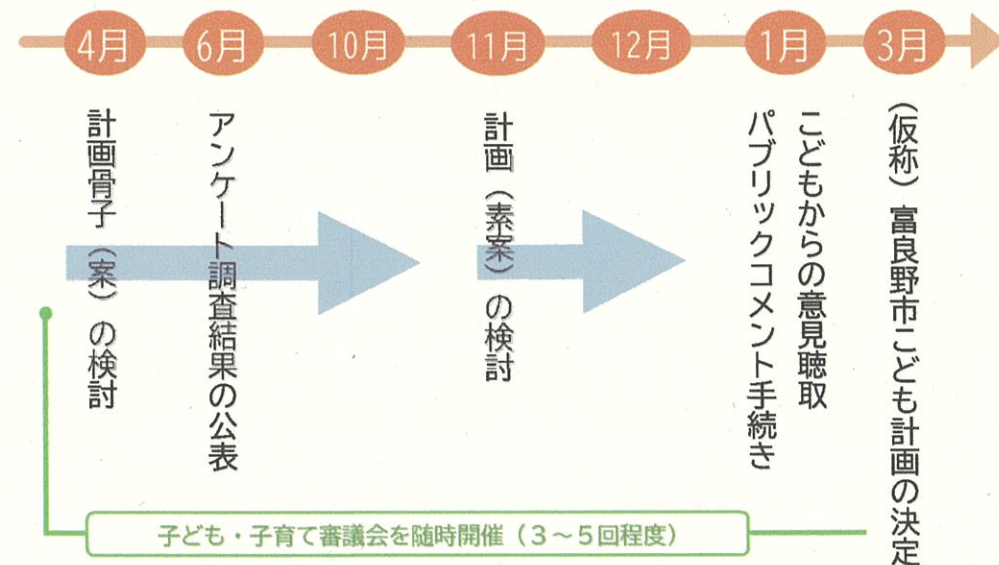 4月
6月
10月
11月
12月
1月
3月
計画骨子（案）の検討
アンケート調査結果の公表
計画（素案）の検討
こどもからの意見聴取
パブリックコメント手続き
（仮称）富良野市こども計画の決定
子ども・子育て審議会を随時開催（３～５回程度）